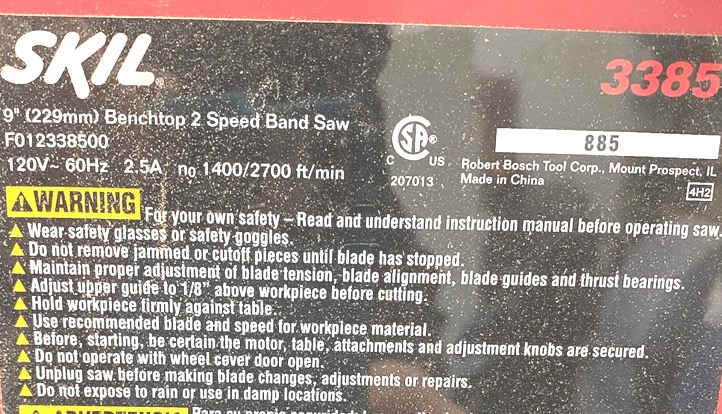 SKIL
3385
9" (229mm) Benchtop 2 Speed Band Saw
F012338500
120V~ 60Hz 2.5A n0 1400/2700 ft/min
CSA®
C US
207013
885
Robert Bosch Tool Corp., Mount Prospect, IL
Made in China
4H2
WARNING For your own safety – Read and understand instruction manual before operating saw.
Wear safety glasses or safety goggles.
Do not remove jammed or cutoff pieces until blade has stopped.
Maintain proper adjustment of blade tension, blade alignment, blade guides and thrust bearings.
Adjust upper guide to 1/8" above workpiece before cutting.
Hold workpiece firmly against table.
Use recommended blade and speed for workpiece material.
Before, starting, be certain the motor, table, attachments and adjustment knobs are secured.
Do not operate with wheel cover door open.
Unplug saw before making blade changes, adjustments or repairs.
Do not expose to rain or use in damp locations.
ADVERTENCIA Para su propia seguridad